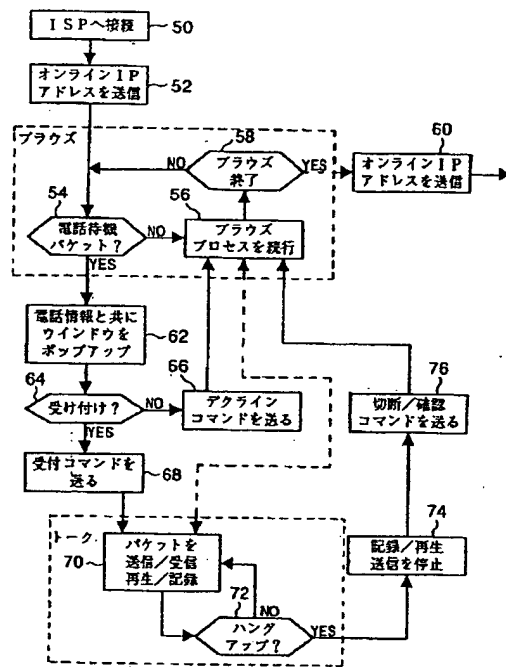 ISPへ接続
50
オンラインIP
アドレスを送信
52
ブラウズ
58
NO
ブラウズ
終了
YES
60
オンラインIP
アドレスを送信
54
電話待機
パケット?
NO
YES
56
ブラウズ
プロセスを続行
電話情報と共に
ウインドウを
ポップアップ
62
64
受け付け?
NO
YES
66
デクライン
コマンドを送る
76
切断/確認
コマンドを送る
受付コマンドを
送る
68
74
記録/再生
送信を停止
トーク
70
パケットを
送信/受信
再生/記録
72
NO
ハング
アップ?
YES